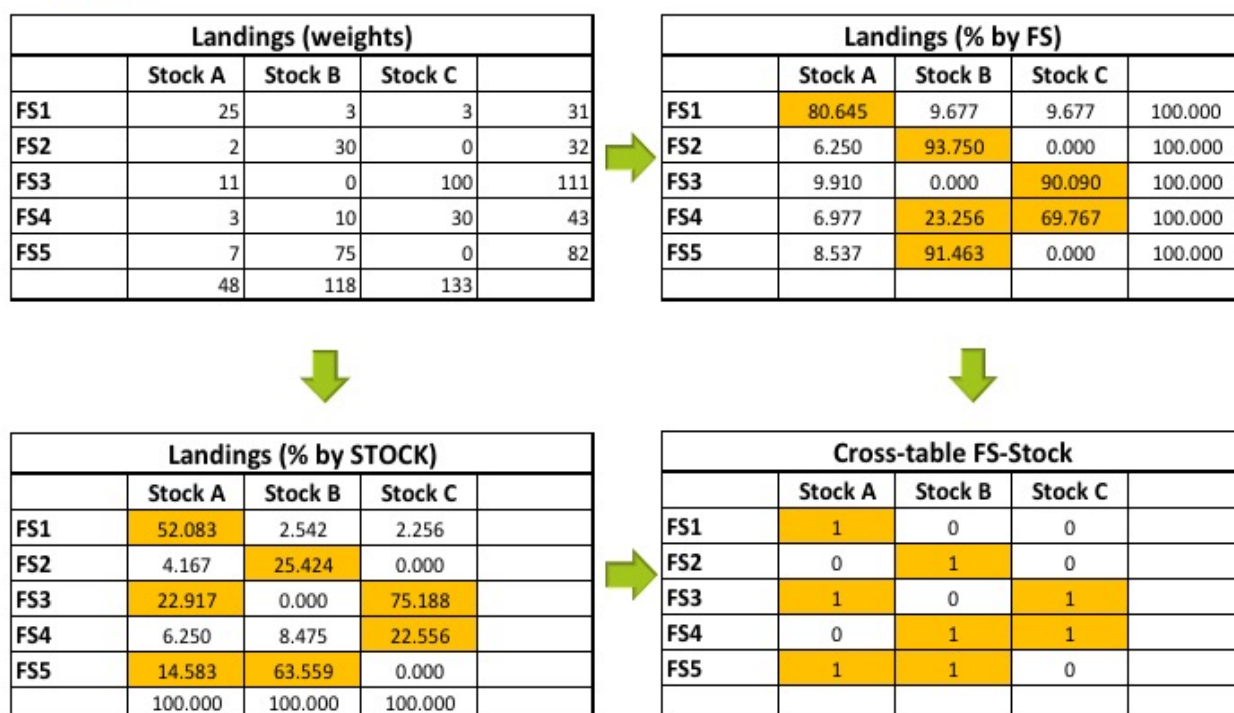 Landings (weights)
Stock A Stock B Stock C
FS1 25 3 3 31
FS2 2 30 0 32
FS3 11 0 100 111
FS4 3 10 30 43
FS5 7 75 0 82
48 118 133
Landings (% by FS)
Stock A Stock B Stock C
FS1 80.645 9.677 9.677 100.000
FS2 6.250 93.750 0.000 100.000
FS3 9.910 0.000 90.090 100.000
FS4 6.977 23.256 69.767 100.000
FS5 8.537 91.463 0.000 100.000
Landings (% by STOCK)
Stock A Stock B Stock C
FS1 52.083 2.542 2.256
FS2 4.167 25.424 0.000
FS3 22.917 0.000 75.188
FS4 6.250 8.475 22.556
FS5 14.583 63.559 0.000
100.000 100.000 100.000
Cross-table FS-Stock
Stock A Stock B Stock C
FS1 1 0 0
FS2 0 1 0
FS3 1 0 1
FS4 0 1 1
FS5 1 1 0